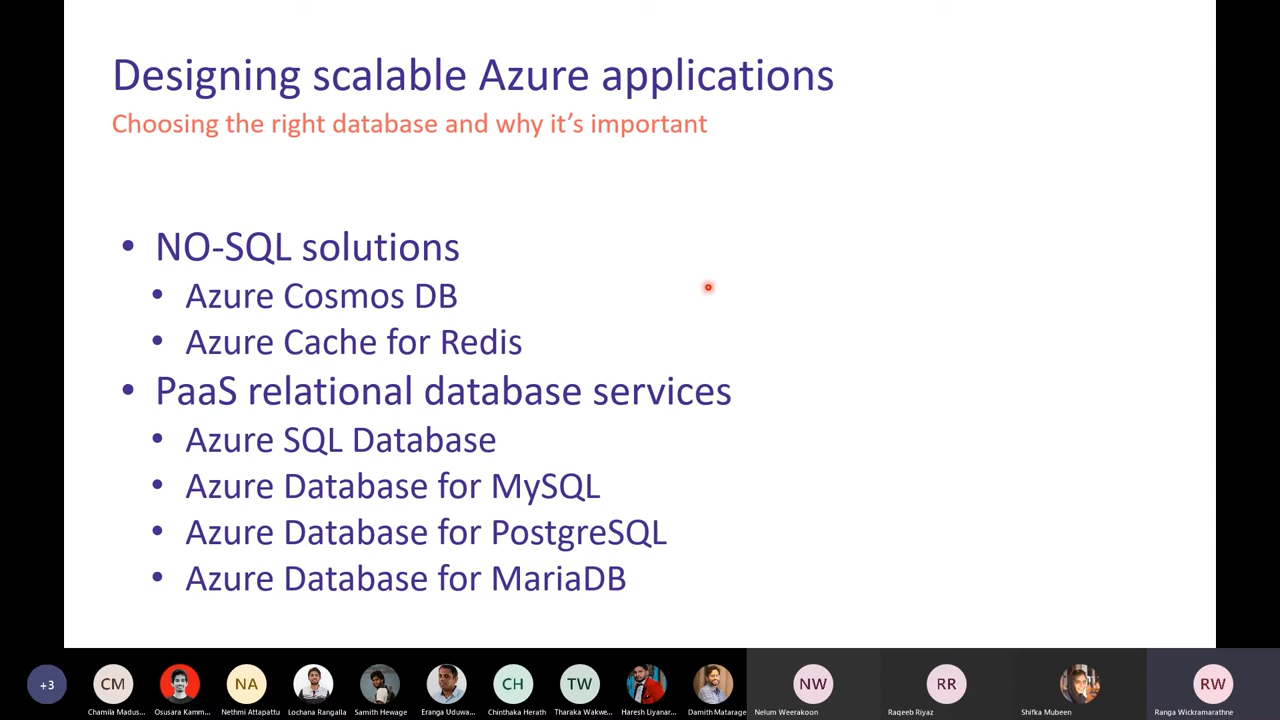 Designing scalable Azure applications
Choosing the right database and why it's important
• NO-SQL solutions
• Azure Cosmos DB
• Azure Cache for Redis
• PaaS relational database services
• Azure SQL Database
• Azure Database for MySQL
• Azure Database for PostgreSQL
• Azure Database for MariaDB
+3 CM NA CH TW NW RR RW
Chamila Madus... Osusara Kamm... Nethmi Attapattu Lochana Rangalla Samith Hewage Eranga Uduwa... Chinthaka Herath Tharaka Wakwe... Haresh Liyanar... Damith Matarage Nelum Weerakoon Raqeeb Riyaz Shifka Mubeen Ranga Wickramarathne